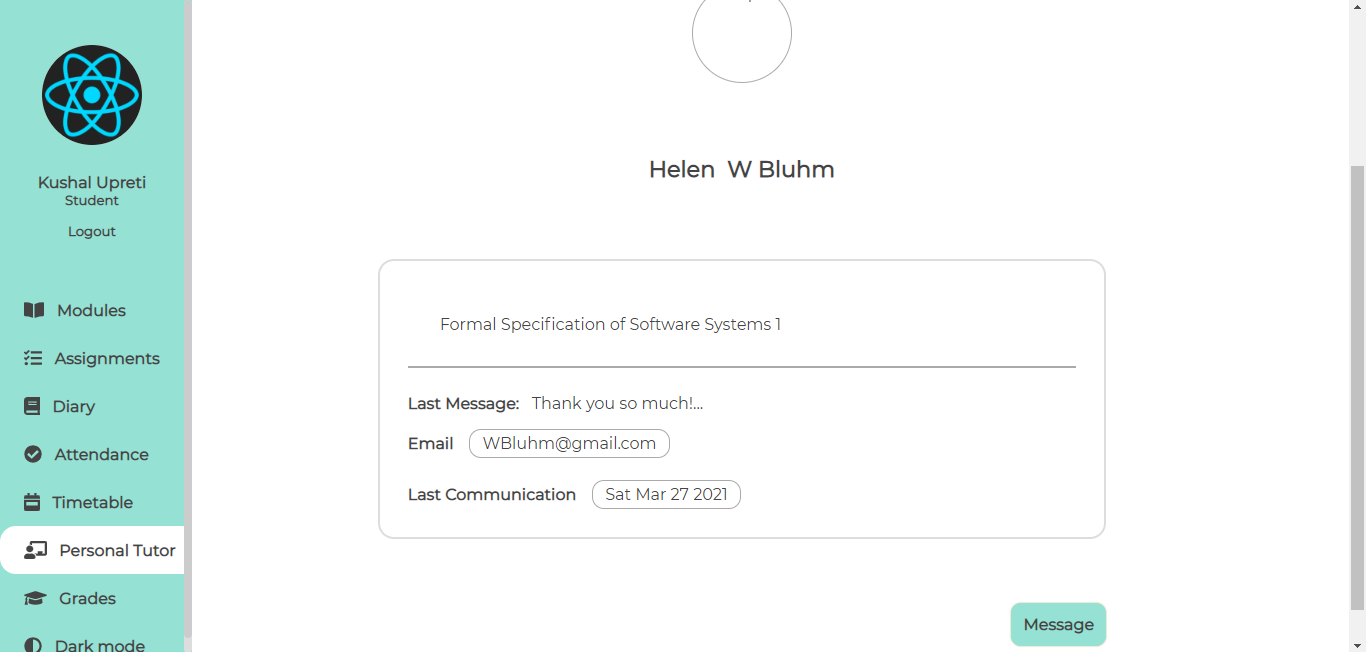 Kushal Upreti
Student
Logout
Modules
Assignments
Diary
Attendance
Timetable
Personal Tutor
Grades
Dark mode
Helen W Bluhm
Formal Specification of Software Systems 1
Last Message: Thank you so much!...
Email WBluhm@gmail.com
Last Communication Sat Mar 27 2021
Message